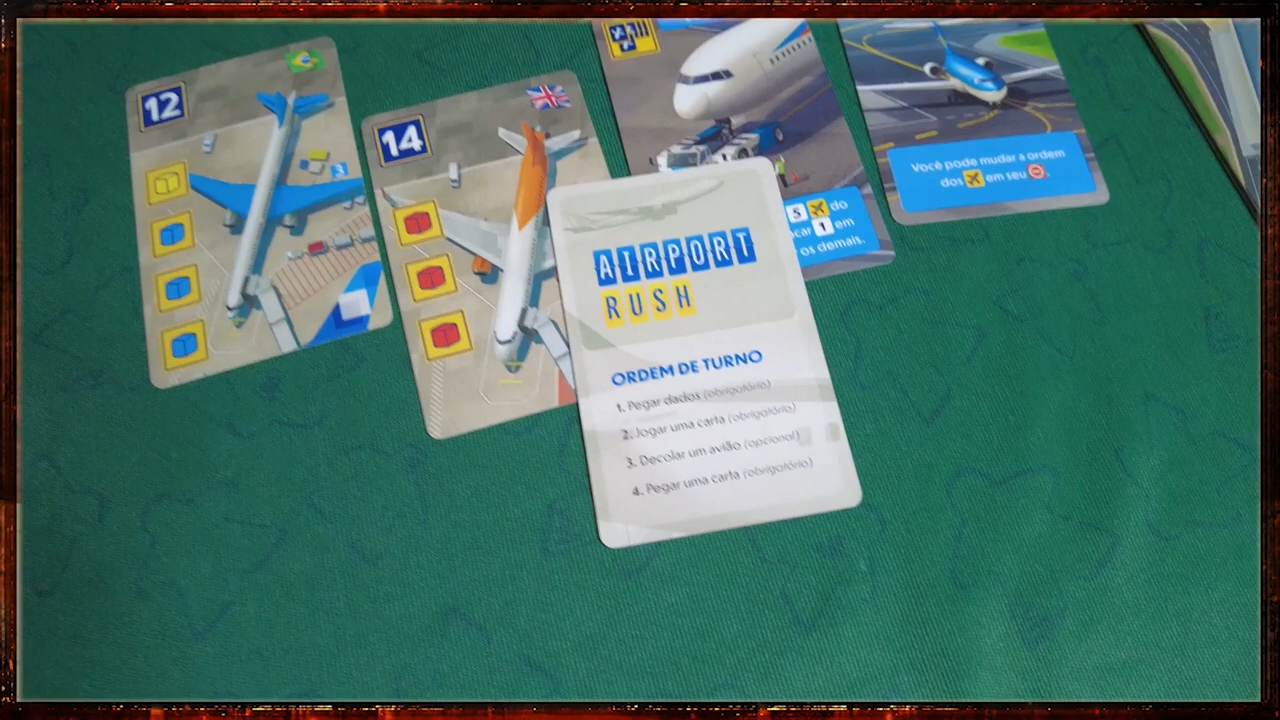 12
14
5 do
car 1 em
os demais.
Você pode mudar a ordem
dos em seu
AIRPORT
RUSH
ORDEM DE TURNO
1. Pegar dados (obrigatório)
2. Jogar uma carta (obrigatório)
3. Decolar um avião (opcional)
4. Pegar uma carta (obrigatório)